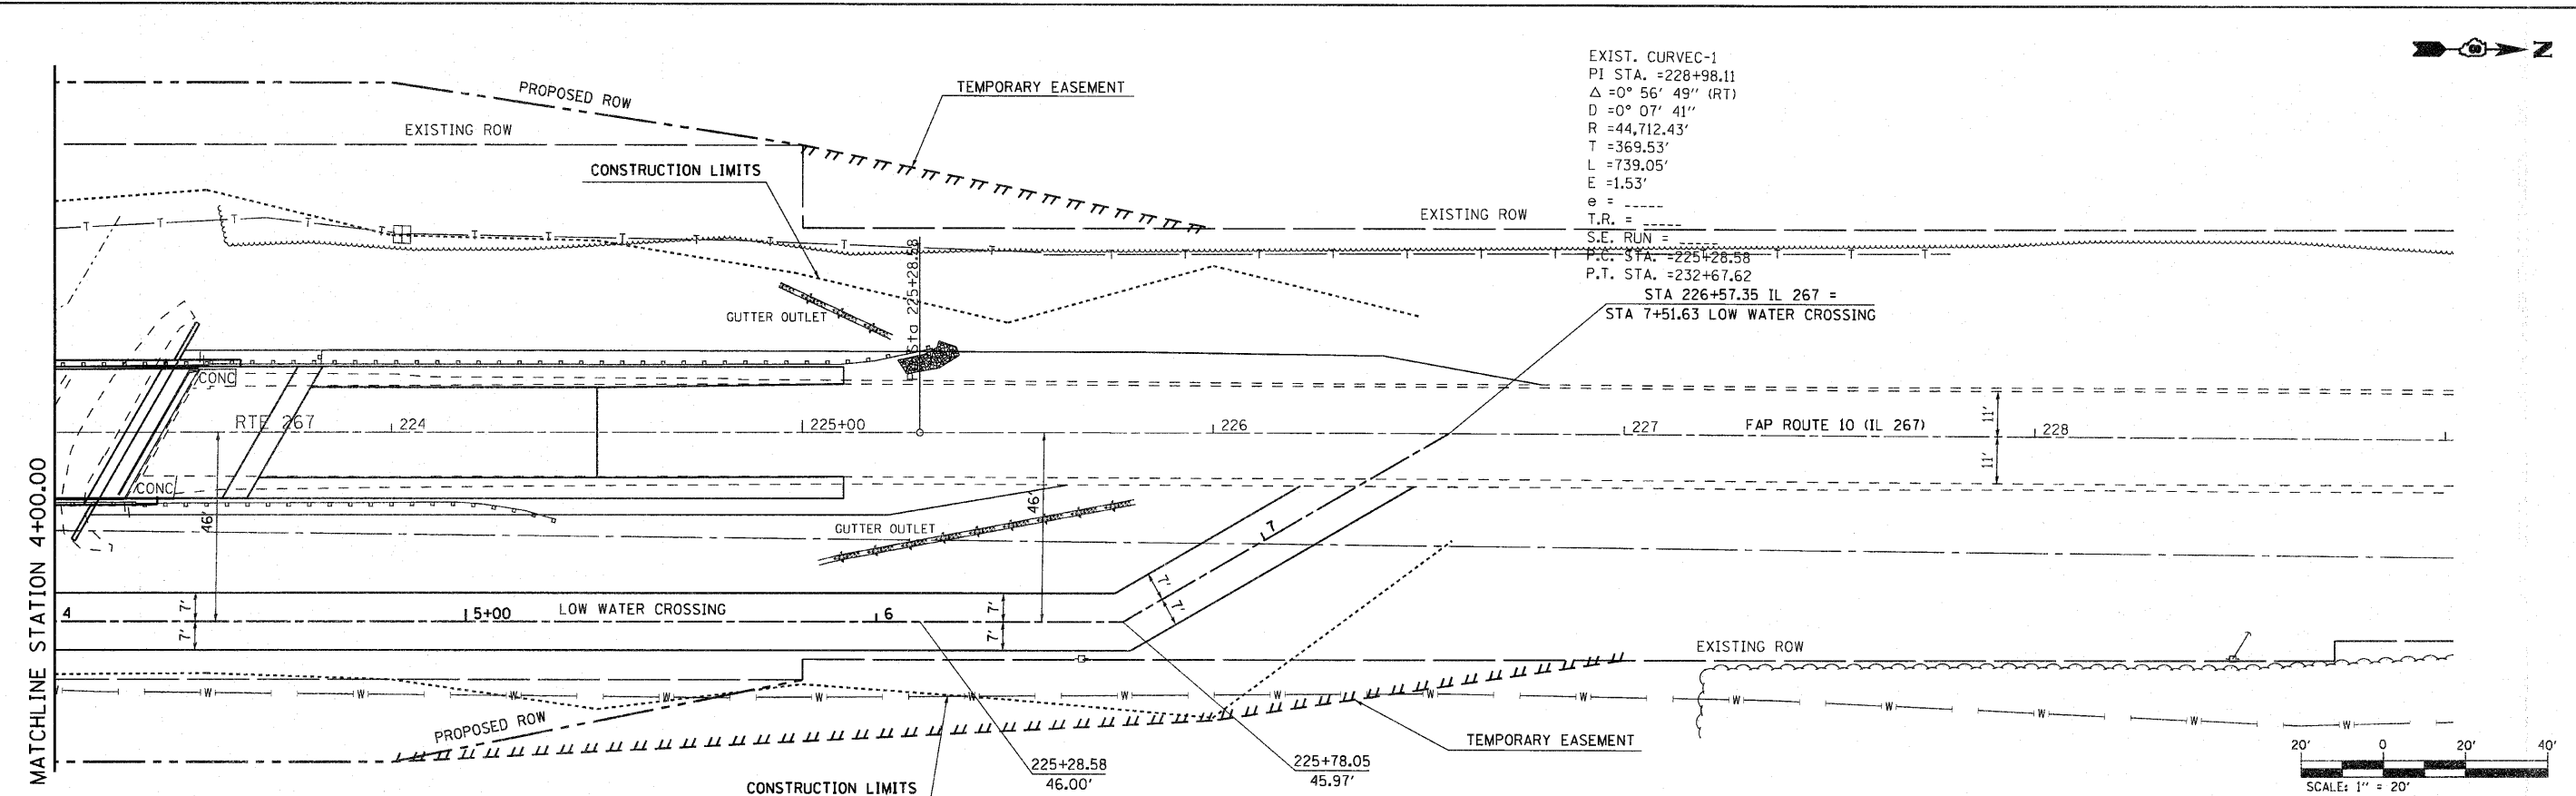 N
EXIST. CURVEC-1
PI STA. =228+98.11
Δ =0° 56' 49'' (RT)
D =0° 07' 41''
R =44,712.43'
T =369.53'
L =739.05'
E =1.53'
e = _____
T.R. = _____
S.E. RUN = _____
P.C. STA. =225+28.58
P.T. STA. =232+67.62
STA 226+57.35 IL 267 =
STA 7+51.63 LOW WATER CROSSING
PROPOSED ROW
TEMPORARY EASEMENT
EXISTING ROW
CONSTRUCTION LIMITS
EXISTING ROW
T T T T T T T T T T T T T T T T T T T T T T
GUTTER OUTLET
Sta 225+28.58
CONC
RTE 267
224
225+00
226
227
FAP ROUTE 10 (IL 267)
228
11'
11'
CONC
46'
46'
GUTTER OUTLET
7
7'
7'
MATCHLINE STATION 4+00.00
4
7'
7'
5+00
LOW WATER CROSSING
6
7'
7'
EXISTING ROW
W W W W W W W W W W W W W W W W
PROPOSED ROW
TEMPORARY EASEMENT
225+28.58
46.00'
225+78.05
45.97'
CONSTRUCTION LIMITS
20' 0 20' 40'
SCALE: 1'' = 20'